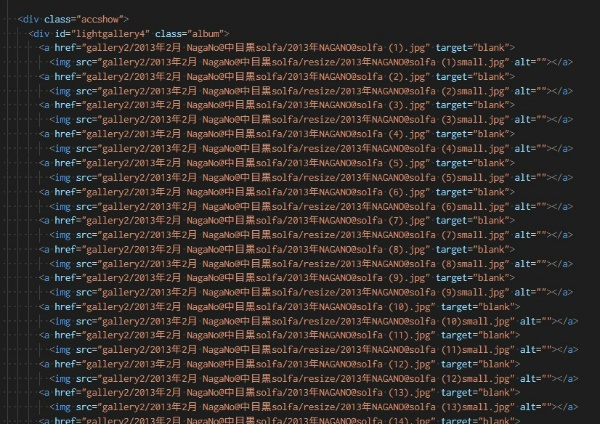 <div class="accshow">
<div id="lightgallery4" class="album">
<a href="gallery2/2013年2月 NagaNo@中目黒solfa/2013年NAGANO@solfa (1).jpg" target="blank">
<img src="gallery2/2013年2月 NagaNo@中目黒solfa/resize/2013年NAGANO@solfa (1)small.jpg" alt=""></a>
<a href="gallery2/2013年2月 NagaNo@中目黒solfa/2013年NAGANO@solfa (2).jpg" target="blank">
<img src="gallery2/2013年2月 NagaNo@中目黒solfa/resize/2013年NAGANO@solfa (2)small.jpg" alt=""></a>
<a href="gallery2/2013年2月 NagaNo@中目黒solfa/2013年NAGANO@solfa (3).jpg" target="blank">
<img src="gallery2/2013年2月 NagaNo@中目黒solfa/resize/2013年NAGANO@solfa (3)small.jpg" alt=""></a>
<a href="gallery2/2013年2月 NagaNo@中目黒solfa/2013年NAGANO@solfa (4).jpg" target="blank">
<img src="gallery2/2013年2月 NagaNo@中目黒solfa/resize/2013年NAGANO@solfa (4)small.jpg" alt=""></a>
<a href="gallery2/2013年2月 NagaNo@中目黒solfa/2013年NAGANO@solfa (5).jpg" target="blank">
<img src="gallery2/2013年2月 NagaNo@中目黒solfa/resize/2013年NAGANO@solfa (5)small.jpg" alt=""></a>
<a href="gallery2/2013年2月 NagaNo@中目黒solfa/2013年NAGANO@solfa (6).jpg" target="blank">
<img src="gallery2/2013年2月 NagaNo@中目黒solfa/resize/2013年NAGANO@solfa (6)small.jpg" alt=""></a>
<a href="gallery2/2013年2月 NagaNo@中目黒solfa/2013年NAGANO@solfa (7).jpg" target="blank">
<img src="gallery2/2013年2月 NagaNo@中目黒solfa/resize/2013年NAGANO@solfa (7)small.jpg" alt=""></a>
<a href="gallery2/2013年2月 NagaNo@中目黒solfa/2013年NAGANO@solfa (8).jpg" target="blank">
<img src="gallery2/2013年2月 NagaNo@中目黒solfa/resize/2013年NAGANO@solfa (8)small.jpg" alt=""></a>
<a href="gallery2/2013年2月 NagaNo@中目黒solfa/2013年NAGANO@solfa (9).jpg" target="blank">
<img src="gallery2/2013年2月 NagaNo@中目黒solfa/resize/2013年NAGANO@solfa (9)small.jpg" alt=""></a>
<a href="gallery2/2013年2月 NagaNo@中目黒solfa/2013年NAGANO@solfa (10).jpg" target="blank">
<img src="gallery2/2013年2月 NagaNo@中目黒solfa/resize/2013年NAGANO@solfa (10)small.jpg" alt=""></a>
<a href="gallery2/2013年2月 NagaNo@中目黒solfa/2013年NAGANO@solfa (11).jpg" target="blank">
<img src="gallery2/2013年2月 NagaNo@中目黒solfa/resize/2013年NAGANO@solfa (11)small.jpg" alt=""></a>
<a href="gallery2/2013年2月 NagaNo@中目黒solfa/2013年NAGANO@solfa (12).jpg" target="blank">
<img src="gallery2/2013年2月 NagaNo@中目黒solfa/resize/2013年NAGANO@solfa (12)small.jpg" alt=""></a>
<a href="gallery2/2013年2月 NagaNo@中目黒solfa/2013年NAGANO@solfa (13).jpg" target="blank">
<img src="gallery2/2013年2月 NagaNo@中目黒solfa/resize/2013年NAGANO@solfa (13)small.jpg" alt=""></a>
<a href="gallery2/2013年2月 NagaNo@中目黒solfa/2013年NAGANO@solfa (14).jpg" target="blank">